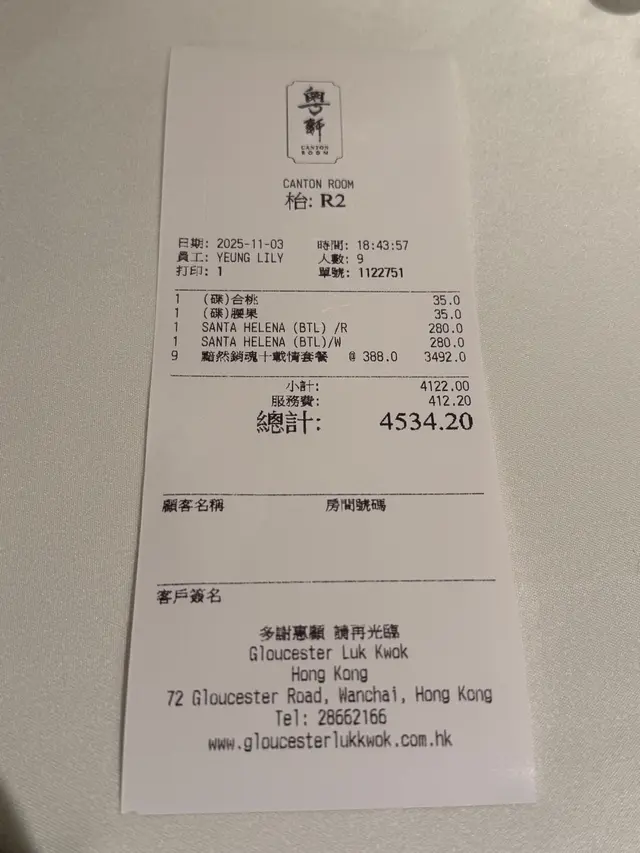 粵軒
CANTON
ROOM
CANTON ROOM
枱: R2
日期: 2025-11-03 時間: 18:43:57
員工: YEUNG LILY 人數: 9
打印: 1 單號: 1122751
1 (碟)合桃 35.0
1 (碟)腰果 35.0
1 SANTA HELENA (BTL) /R 280.0
1 SANTA HELENA (BTL)/W 280.0
9 黯然銷魂十載情套餐 @ 388.0 3492.0
小計: 4122.00
服務費: 412.20
總計: 4534.20
顧客名稱 房間號碼
客戶簽名
多謝惠顧 請再光臨
Gloucester Luk Kwok
Hong Kong
72 Gloucester Road, Wanchai, Hong Kong
Tel: 28662166
www.gloucesterlukkwok.com.hk